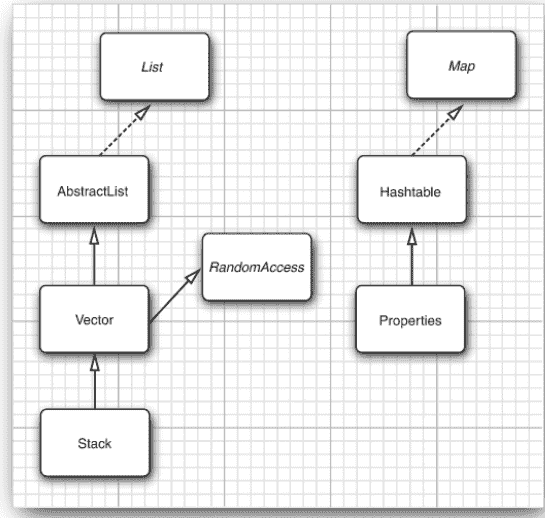 List
Map
AbstractList
Hashtable
RandomAccess
Vector
Properties
Stack